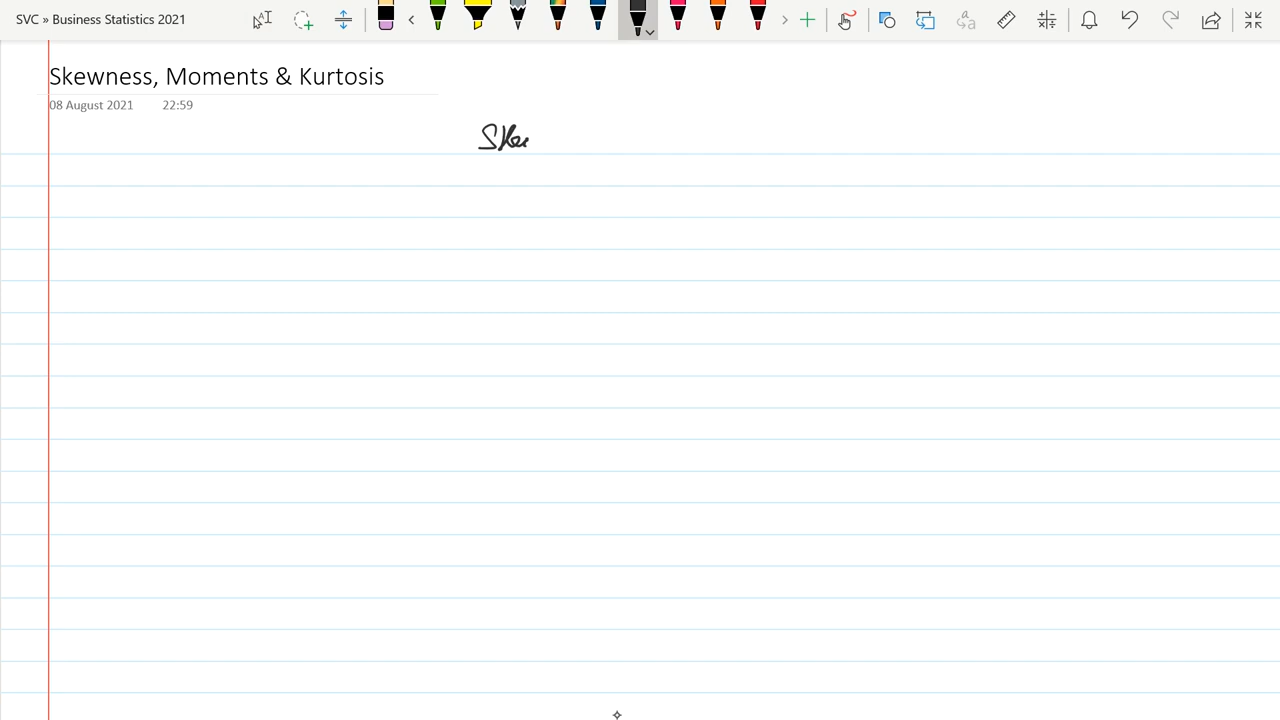 SVC » Business Statistics 2021
Skewness, Moments & Kurtosis
08 August 2021 22:59
Ske